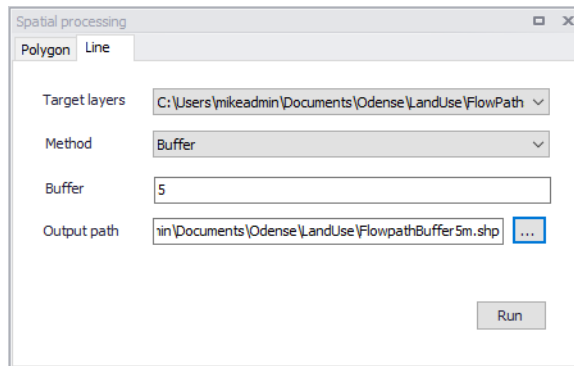 Spatial processing
Polygon Line
Target layers C:\Users\mikeadmin\Documents\Odense\LandUse\FlowPath
Method Buffer
Buffer 5
Output path in\Documents\Odense\LandUse\FlowpathBuffer5m.shp ...
Run